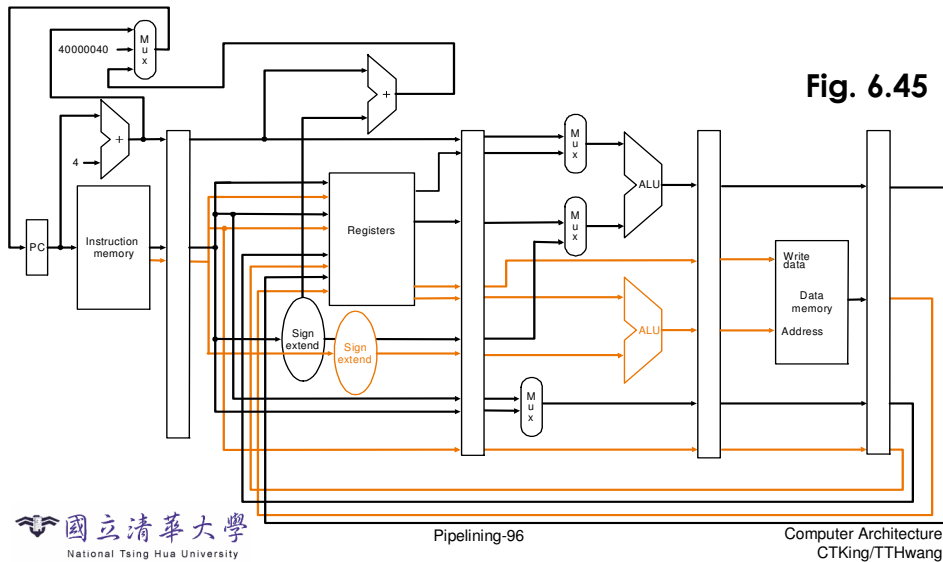 Fig. 6.45
M
u
x
40000040
+
+
4
PC
Instruction
memory
Registers
M
u
x
M
u
x
ALU
ALU
Sign
extend
Sign
extend
M
u
x
Write
data
Data
memory
Address
國立清華大學
National Tsing Hua University
Pipelining-96
Computer Architecture
CTKing/TTHwang